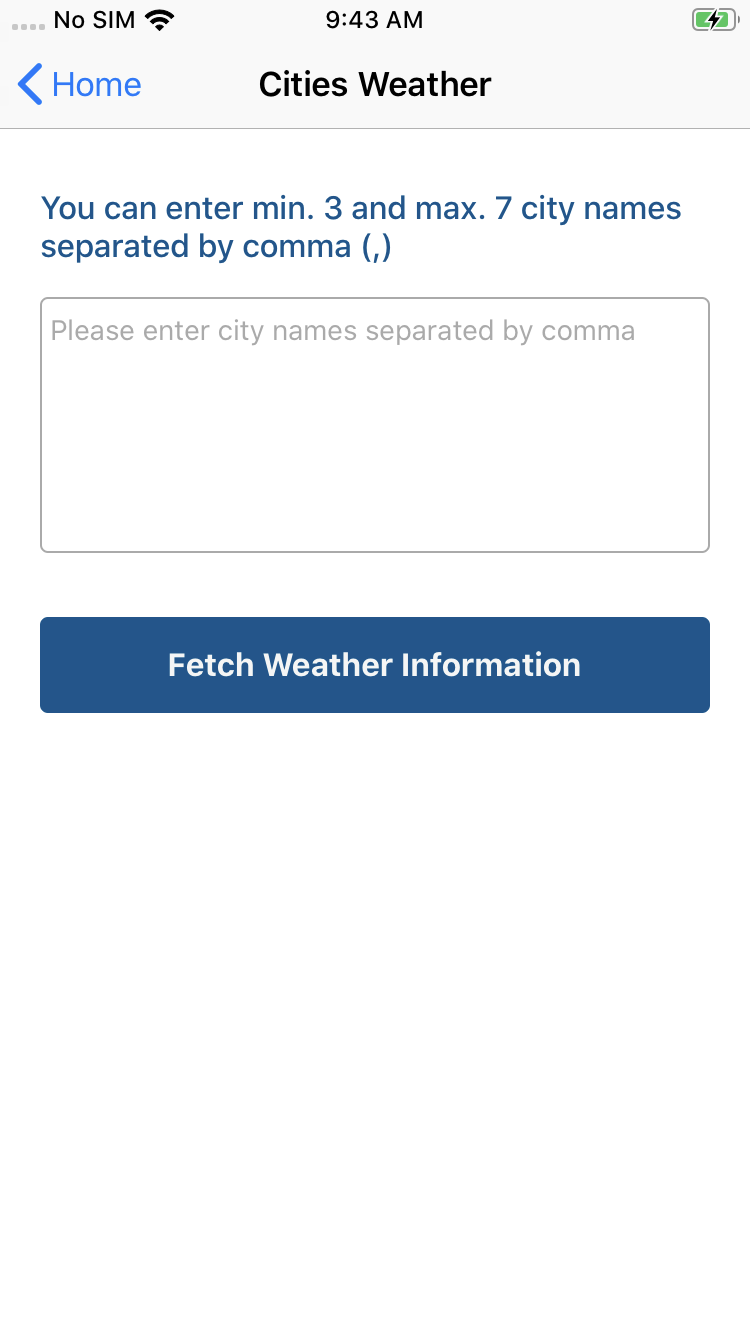 No SIM 9:43 AM
Home Cities Weather
You can enter min. 3 and max. 7 city names
separated by comma (,)
Please enter city names separated by comma
Fetch Weather Information